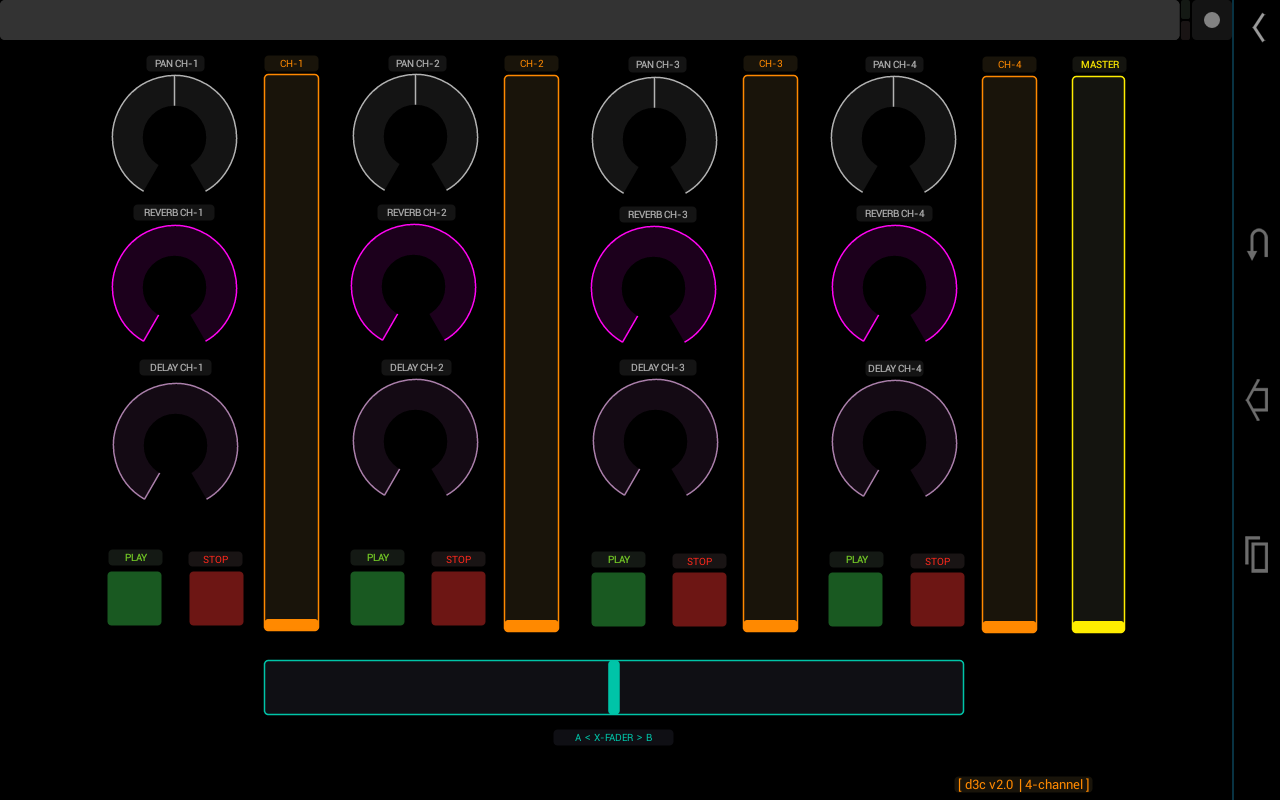 PAN CH-1
CH-1
PAN CH-2
CH-2
PAN CH-3
CH-3
PAN CH-4
CH-4
MASTER
REVERB CH-1
REVERB CH-2
REVERB CH-3
REVERB CH-4
DELAY CH-1
DELAY CH-2
DELAY CH-3
DELAY CH-4
PLAY
STOP
PLAY
STOP
PLAY
STOP
PLAY
STOP
A < X-FADER > B
[ d3c v2.0 | 4-channel ]